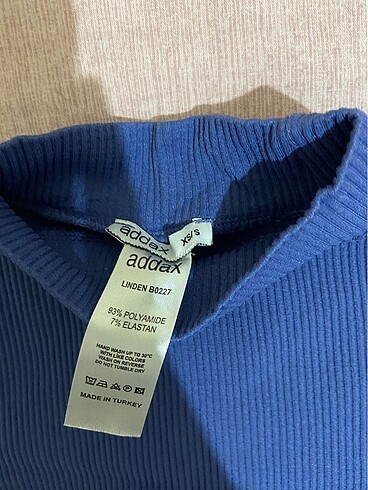 addax
XS/S
addax
LINDEN B0227
93% POLYAMIDE
7% ELASTAN
HAND WASH UP TO 30°C
WITH LIKE COLORS
WASH ON REVERSE
DO NOT TUMBLE DRY
MADE IN TURKEY